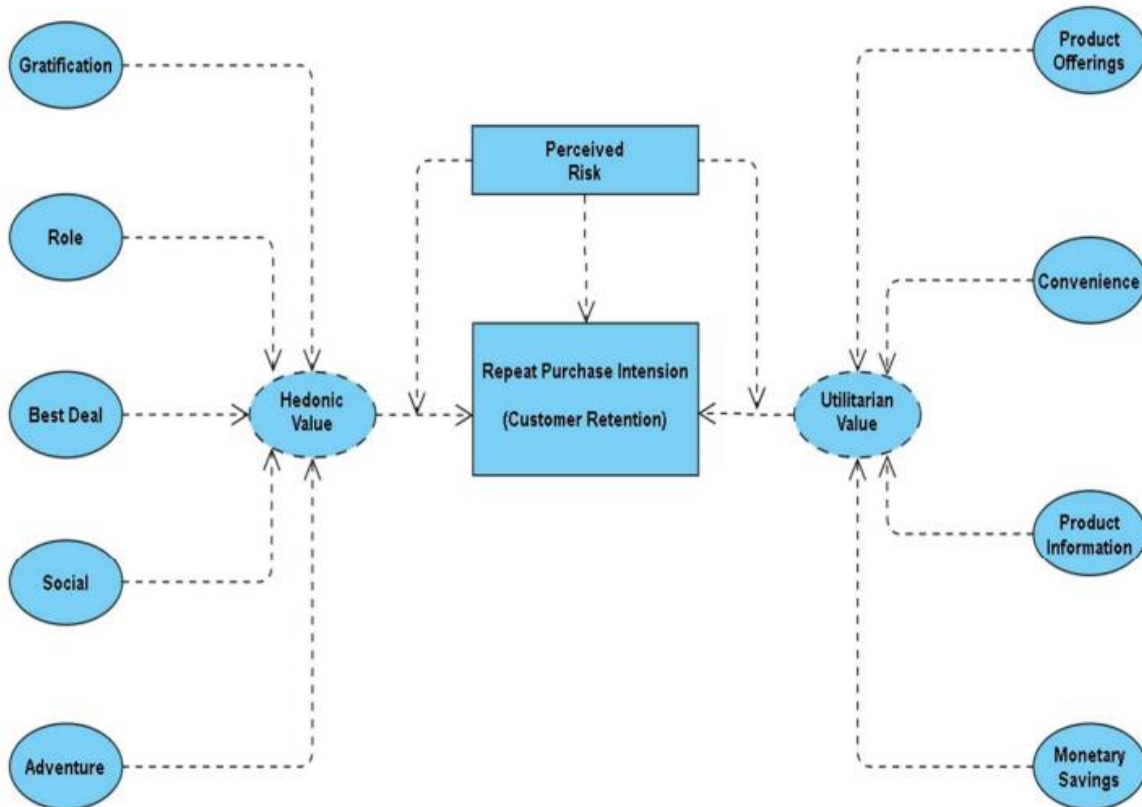 Gratification
Product
Offerings
Perceived
Risk
Role
Convenience
Repeat Purchase Intension
(Customer Retention)
Best Deal
Hedonic
Value
Utilitarian
Value
Social
Product
Information
Adventure
Monetary
Savings